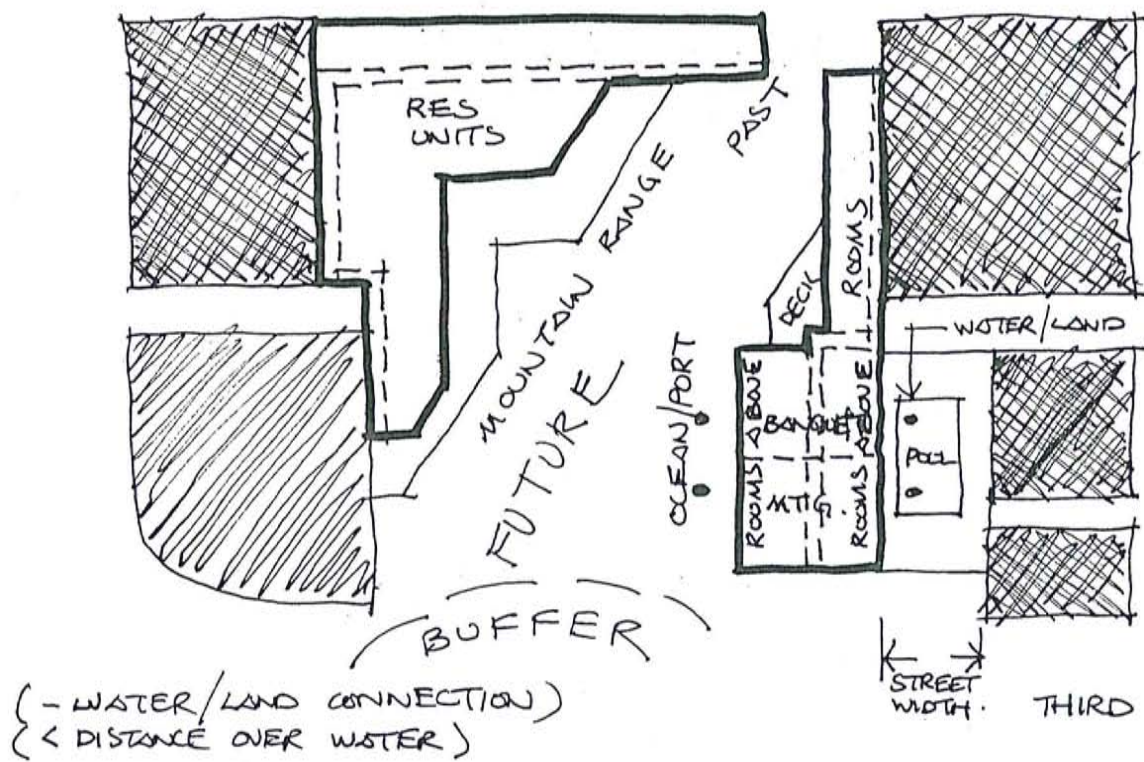 RES
UNITS
PAST
MOUNTAIN RANGE
FUTURE
DECK
ROOMS
WATER/LAND
OCEAN/PORT
ROOMS ABOVE
BANQUET
MTG.
ROOMS ABOVE
POOL
BUFFER
STREET
WIDTH.
THIRD
(- WATER/LAND CONNECTION)
(< DISTANCE OVER WATER)